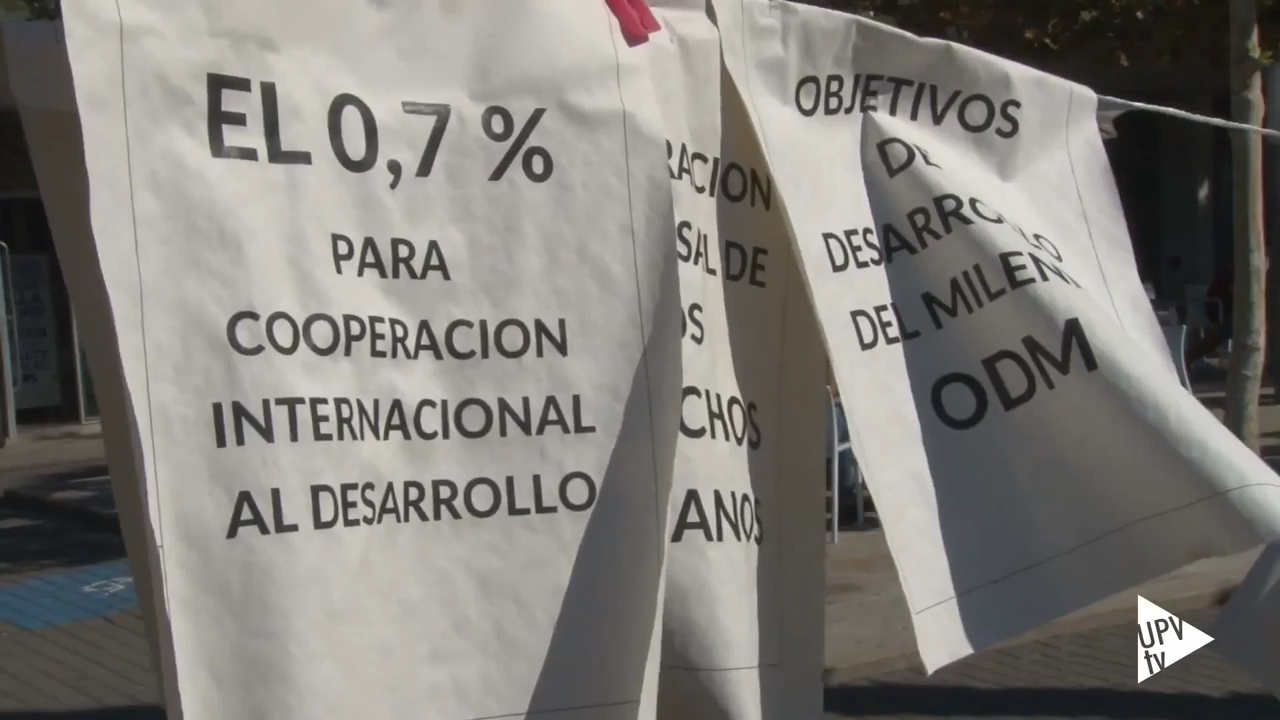 EL 0,7 %
PARA
COOPERACION
INTERNACIONAL
AL DESARROLLO
RACION
SAL DE
OS
CHOS
ANOS
OBJETIVOS
DE
DESARROLLO
DEL MILENI
ODM
UPV
tv